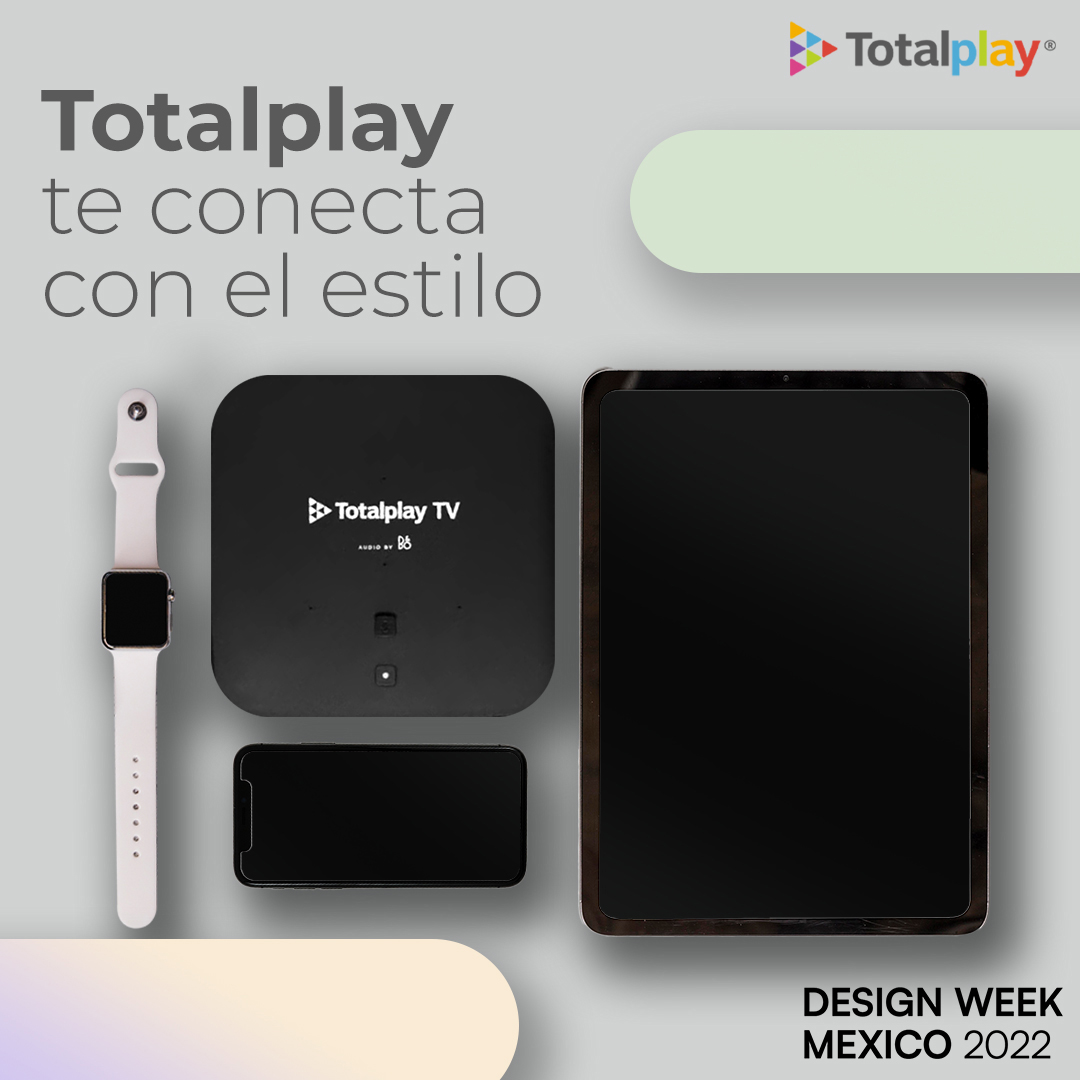 Totalplay®
Totalplay
te conecta
con el estilo
Totalplay TV
AUDIO BY B&O
DESIGN WEEK
MEXICO 2022